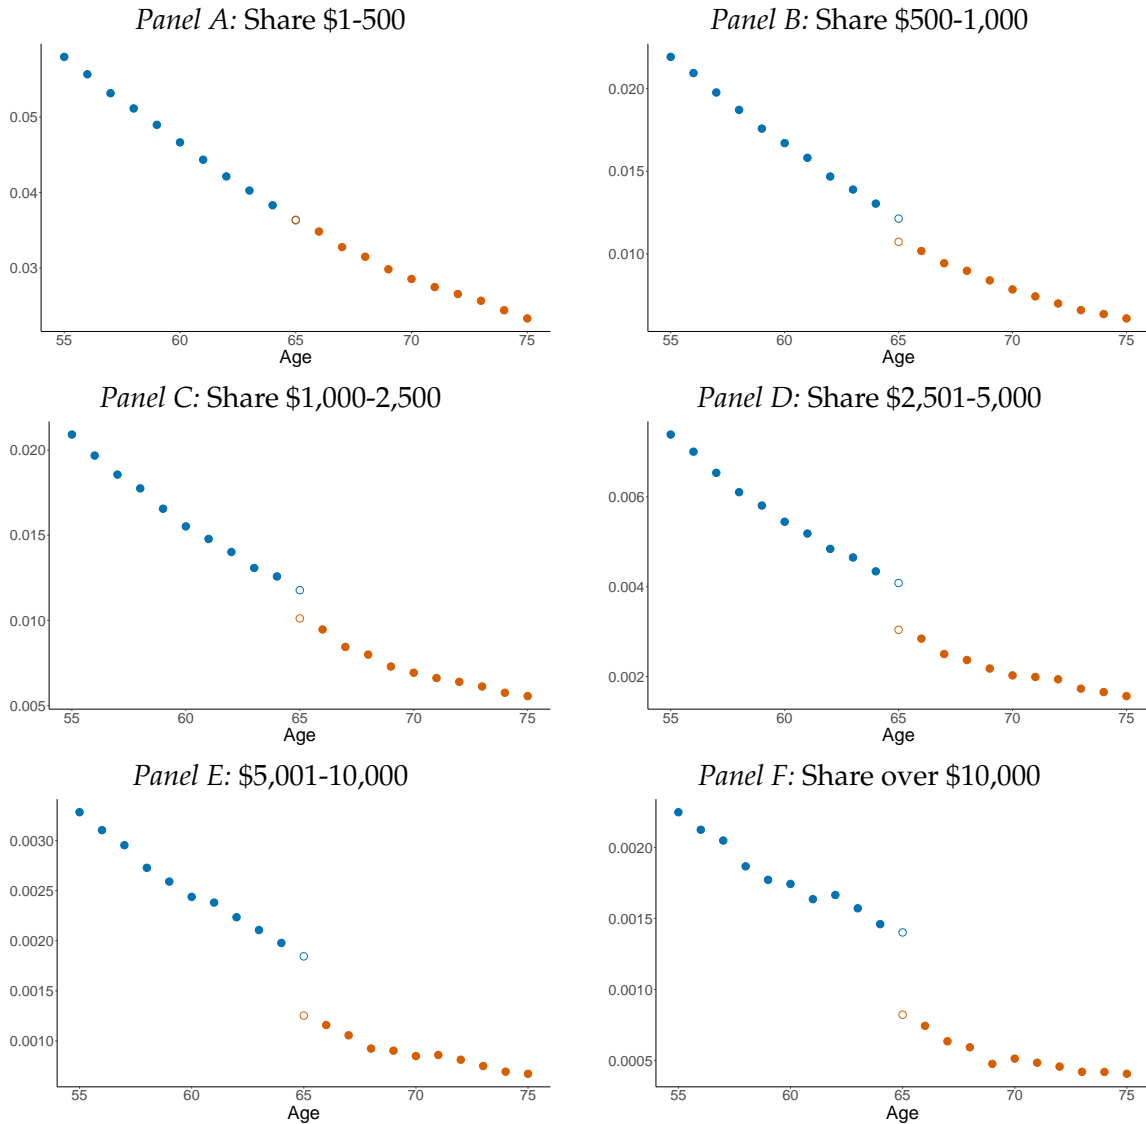 Panel A: Share $1-500
0.05
0.04
0.03
55 60 65 70 75
Age
Panel B: Share $500-1,000
0.020
0.015
0.010
55 60 65 70 75
Age
Panel C: Share $1,000-2,500
0.020
0.015
0.010
0.005
55 60 65 70 75
Age
Panel D: Share $2,501-5,000
0.006
0.004
0.002
55 60 65 70 75
Age
Panel E: $5,001-10,000
0.0030
0.0025
0.0020
0.0015
0.0010
55 60 65 70 75
Age
Panel F: Share over $10,000
0.0020
0.0015
0.0010
0.0005
55 60 65 70 75
Age